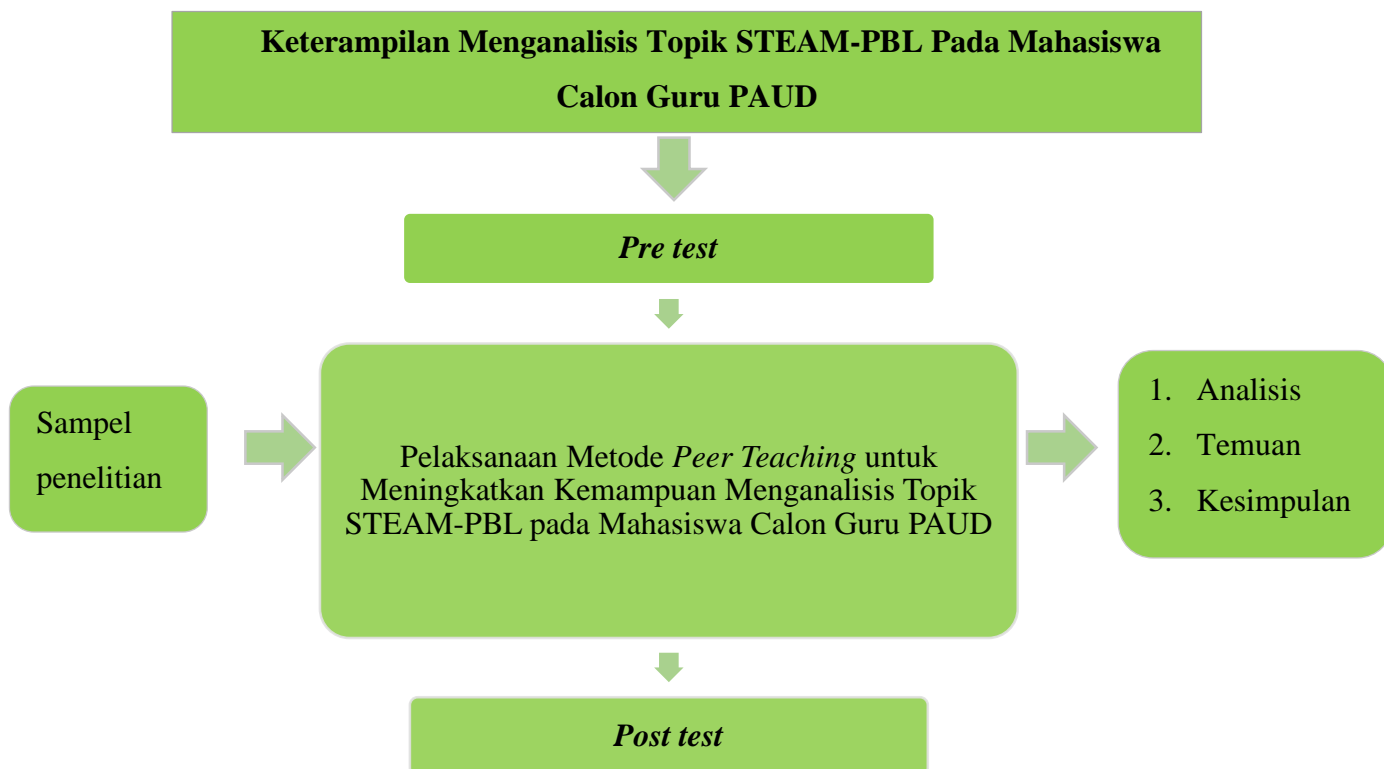 Keterampilan Menganalisis Topik STEAM-PBL Pada Mahasiswa
Calon Guru PAUD
Pre test
Sampel
penelitian
Pelaksanaan Metode Peer Teaching untuk
Meningkatkan Kemampuan Menganalisis Topik
STEAM-PBL pada Mahasiswa Calon Guru PAUD
1. Analisis
2. Temuan
3. Kesimpulan
Post test